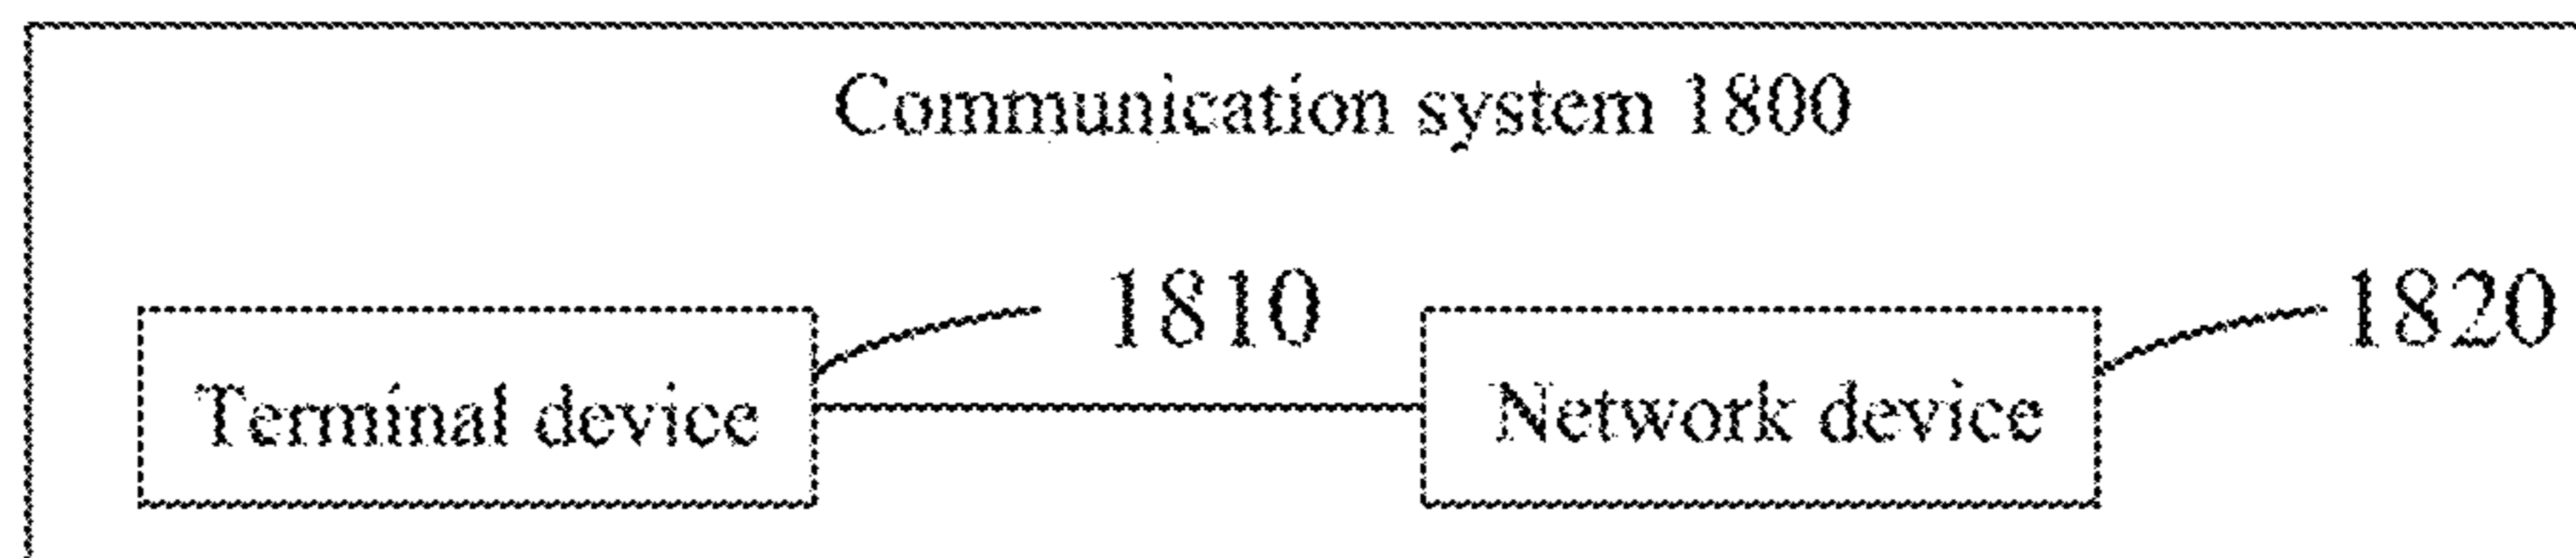 Communication system 1800
1810
1820
Terminal device
Network device